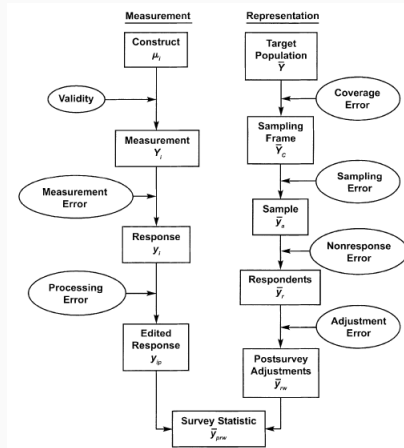 Measurement
Representation
Construct
μi
Target
Population
Ȳ
Validity
Coverage
Error
Measurement
Yi
Sampling
Frame
ȲC
Measurement
Error
Sampling
Error
Sample
ȳs
Response
yi
Nonresponse
Error
Respondents
ȳr
Processing
Error
Adjustment
Error
Edited
Response
yip
Postsurvey
Adjustments
ȳrw
Survey Statistic
ȳprw